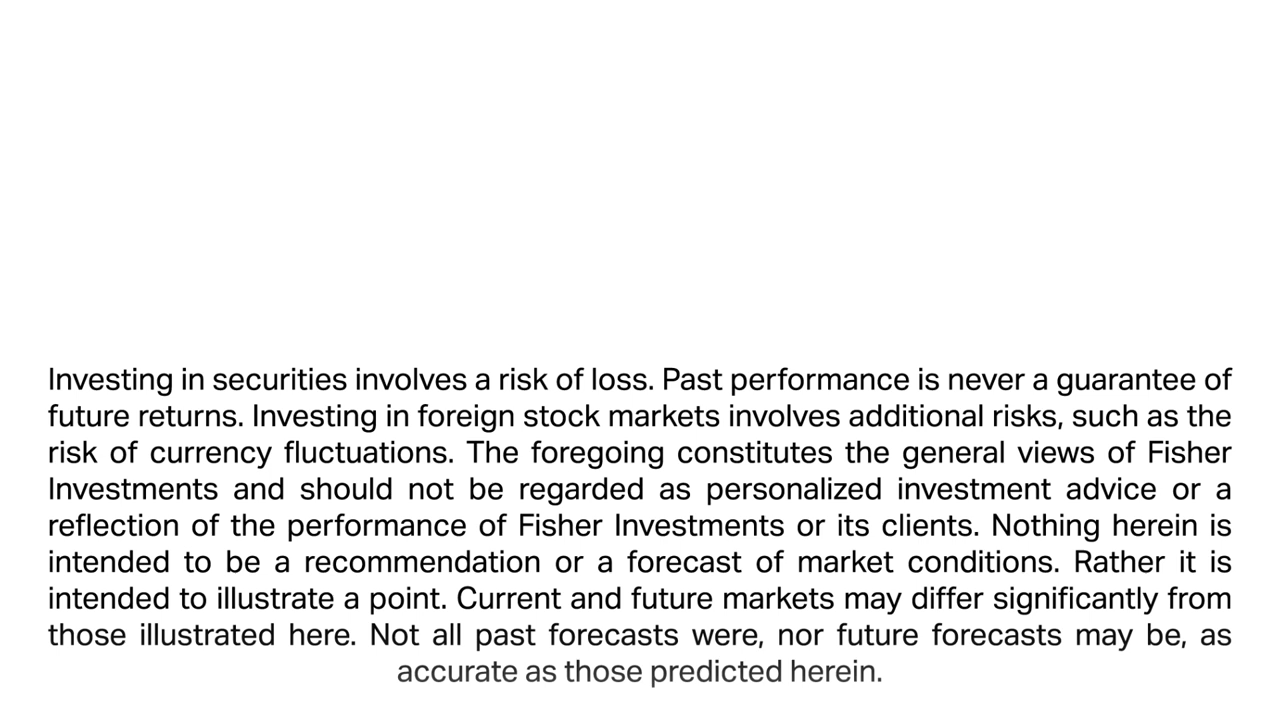 Investing in securities involves a risk of loss. Past performance is never a guarantee of
future returns. Investing in foreign stock markets involves additional risks, such as the
risk of currency fluctuations. The foregoing constitutes the general views of Fisher
Investments and should not be regarded as personalized investment advice or a
reflection of the performance of Fisher Investments or its clients. Nothing herein is
intended to be a recommendation or a forecast of market conditions. Rather it is
intended to illustrate a point. Current and future markets may differ significantly from
those illustrated here. Not all past forecasts were, nor future forecasts may be, as
accurate as those predicted herein.